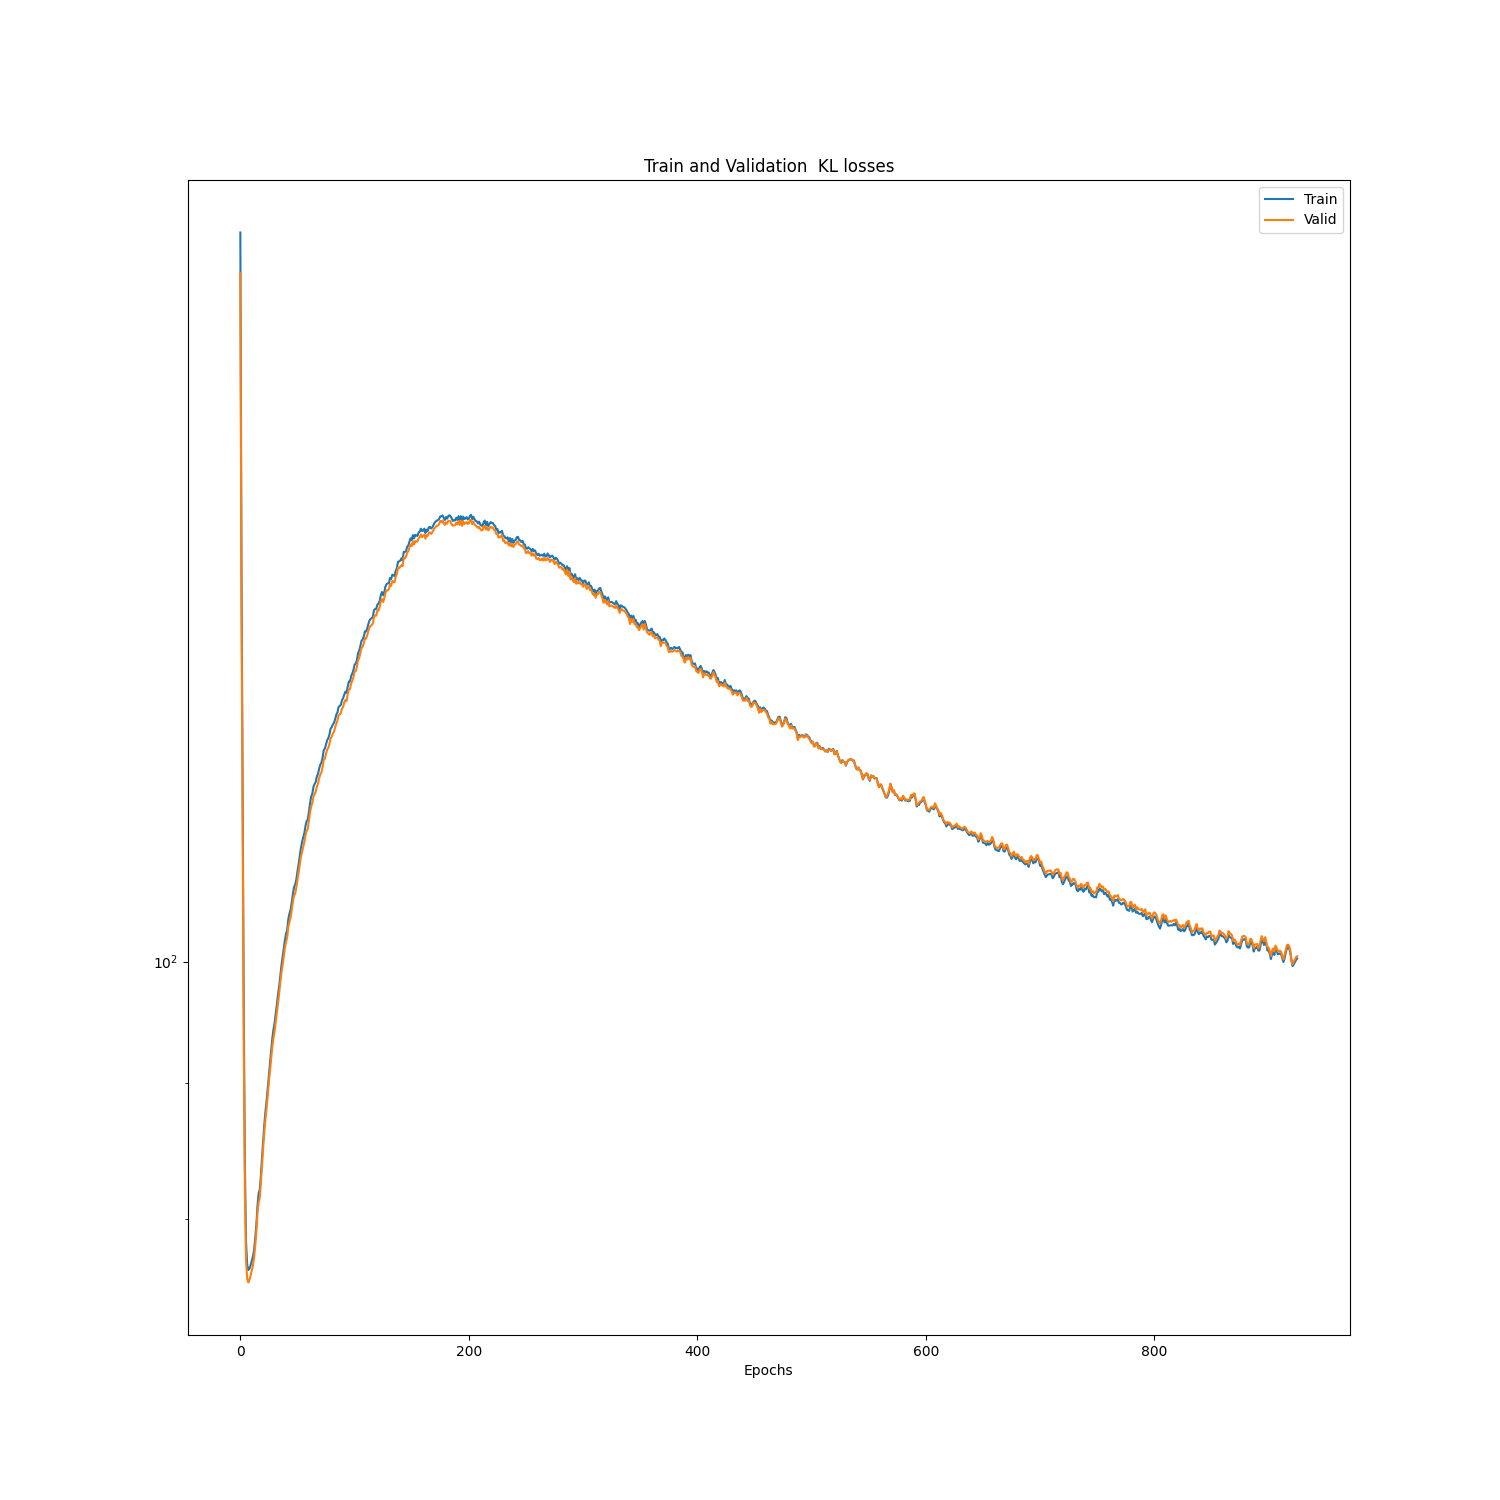 Train and Validation  KL losses
Train
Valid
10²
0 200 400 600 800
Epochs